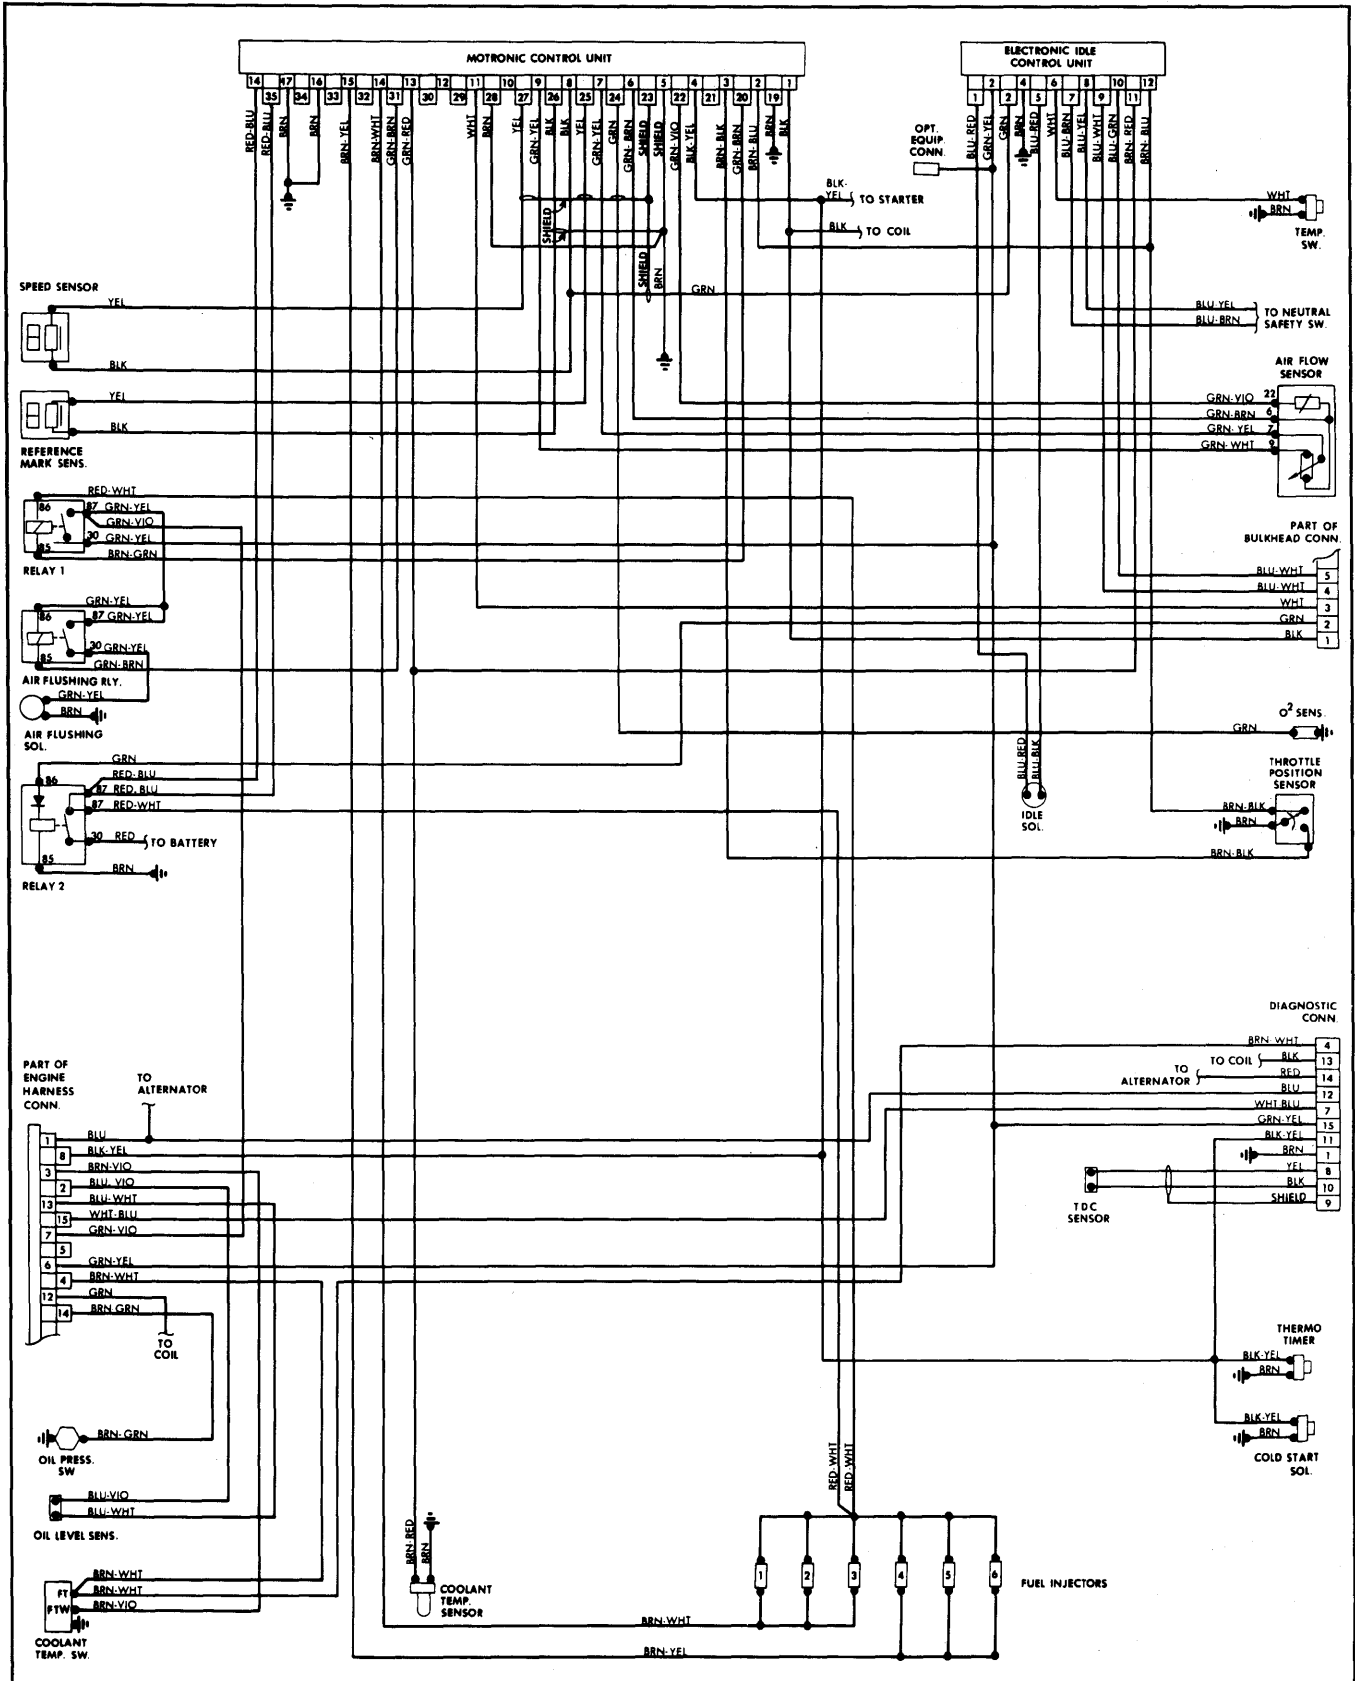 MOTRONIC CONTROL UNIT
ELECTRONIC IDLE
CONTROL UNIT
14 47 16 15 14 31 13 12 11 10 9 8 7 6 5 4 3 2 1
35 34 33 32 30 29 28 27 26 25 24 23 22 21 20 19
1 2 2 4 5 6 7 8 9 10 11 12
RED-BLU
RED-BLU
BRN
BRN
BRN-YEL
BRN-WHT
GRN-BRN
GRN-RED
WHT
BRN
YEL
GRN-YEL
BLK
BLK
YEL
GRN-YEL
GRN
GRN-BRN
SHIELD
SHIELD
GRN-VIO
BLK-YEL
BRN-BLK
GRN-BRN
BRN-BLU
BRN
BLK
BLU-RED
GRN-YEL
GRN
BRN
BLU-RED
WHT
BLU-BRN
BLU-YEL
BLU-WHT
BLU-GRN
BRN-RED
BRN-BLU
OPT.
EQUIP.
CONN.
BLK-
YEL
TO STARTER
BLK
TO COIL
SHIELD
SHIELD
BRN
GRN
WHT
BRN
TEMP.
SW.
SPEED SENSOR
YEL
BLK
BLU-YEL
BLU-BRN
TO NEUTRAL
SAFETY SW.
AIR FLOW
SENSOR
GRN-VIO 22
GRN-BRN 6
GRN-YEL 7
GRN-WHT 9
YEL
BLK
REFERENCE
MARK SENS.
RED-WHT
86
87 GRN-YEL
GRN-VIO
30 GRN-YEL
85 BRN-GRN
RELAY 1
PART OF
BULKHEAD CONN.
BLU-WHT 5
BLU-WHT 4
WHT 3
GRN 2
BLK 1
GRN-YEL
86
87 GRN-YEL
30 GRN-YEL
85
GRN-BRN
AIR FLUSHING RLY.
GRN-YEL
BRN
AIR FLUSHING
SOL.
O2 SENS.
GRN
GRN
86
RED-BLU
87 RED-BLU
87 RED-WHT
30 RED
TO BATTERY
85
BRN
RELAY 2
BLU-RED
BLU-BLK
IDLE
SOL.
THROTTLE
POSITION
SENSOR
BRN-BLK
BRN
BRN-BLK
DIAGNOSTIC
CONN.
BRN-WHT 4
TO COIL BLK 13
TO
ALTERNATOR RED 14
BLU 12
WHT-BLU 7
GRN-YEL 15
BLK-YEL 11
BRN 1
YEL 8
BLK 10
SHIELD 9
TDC
SENSOR
PART OF
ENGINE
HARNESS
CONN.
TO
ALTERNATOR
1 BLU
8 BLK-YEL
3 BRN-VIO
2 BLU-VIO
13 BLU-WHT
15 WHT-BLU
7 GRN-VIO
5
6 GRN-YEL
4 BRN-WHT
12 GRN
14 BRN-GRN
TO
COIL
THERMO
TIMER
BLK-YEL
BRN
BLK-YEL
BRN
COLD START
SOL.
BRN-GRN
OIL PRESS.
SW
BLU-VIO
BLU-WHT
OIL LEVEL SENS.
BRN-WHT
FT BRN-WHT
FTW BRN-VIO
COOLANT
TEMP. SW.
BRN-RED
BRN
COOLANT
TEMP.
SENSOR
RED-WHT
RED-WHT
1 2 3 4 5 6
FUEL INJECTORS
BRN-WHT
BRN-YEL